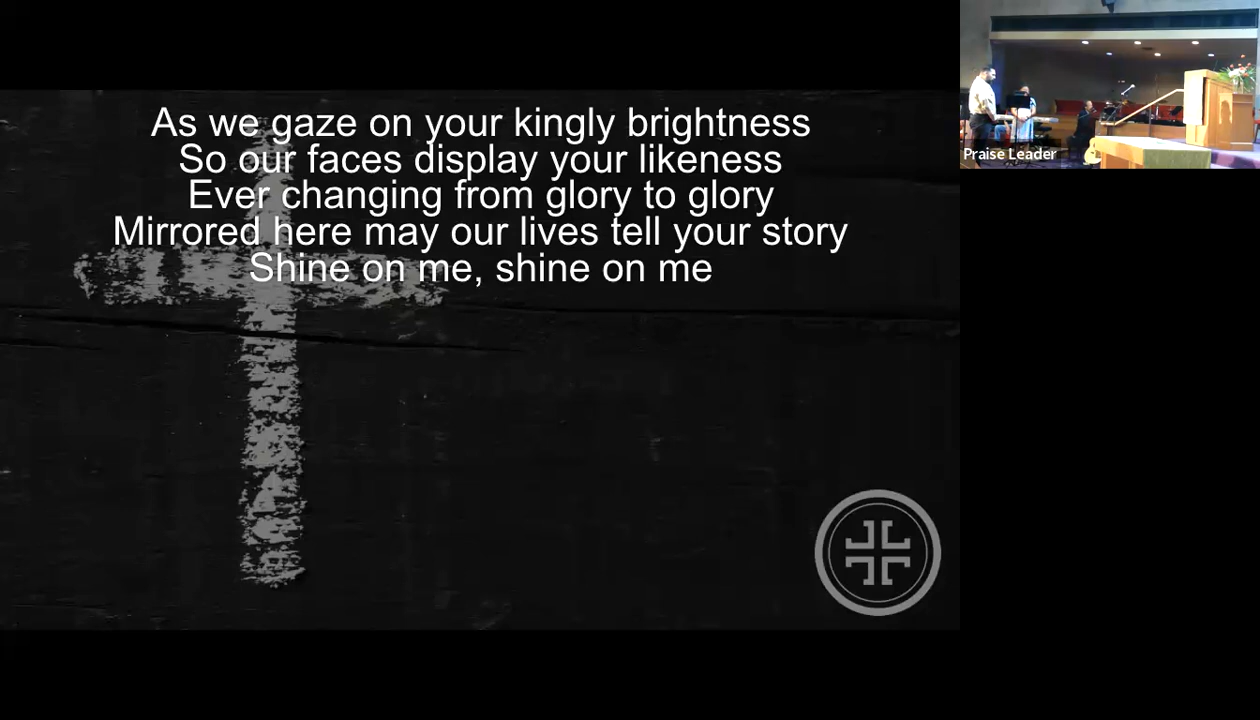 As we gaze on your kingly brightness
So our faces display your likeness
Ever changing from glory to glory
Mirrored here may our lives tell your story
Shine on me, shine on me
Praise Leader